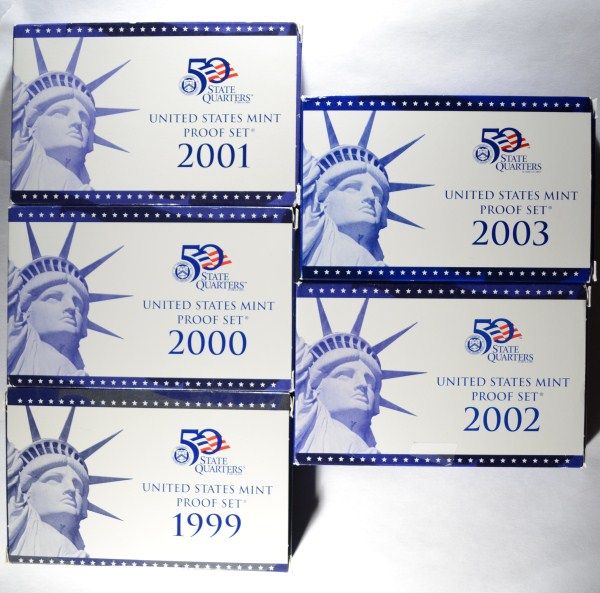 50
STATE
QUARTERS™
UNITED STATES MINT
PROOF SET®
2001
50
STATE
QUARTERS
UNITED STATES MINT
PROOF SET®
2000
50
STATE
QUARTERS
UNITED STATES MINT
PROOF SET®
1999
50
STATE
QUARTERS
UNITED STATES MINT
PROOF SET®
2003
50
STATE
QUARTERS
UNITED STATES MINT
PROOF SET®
2002